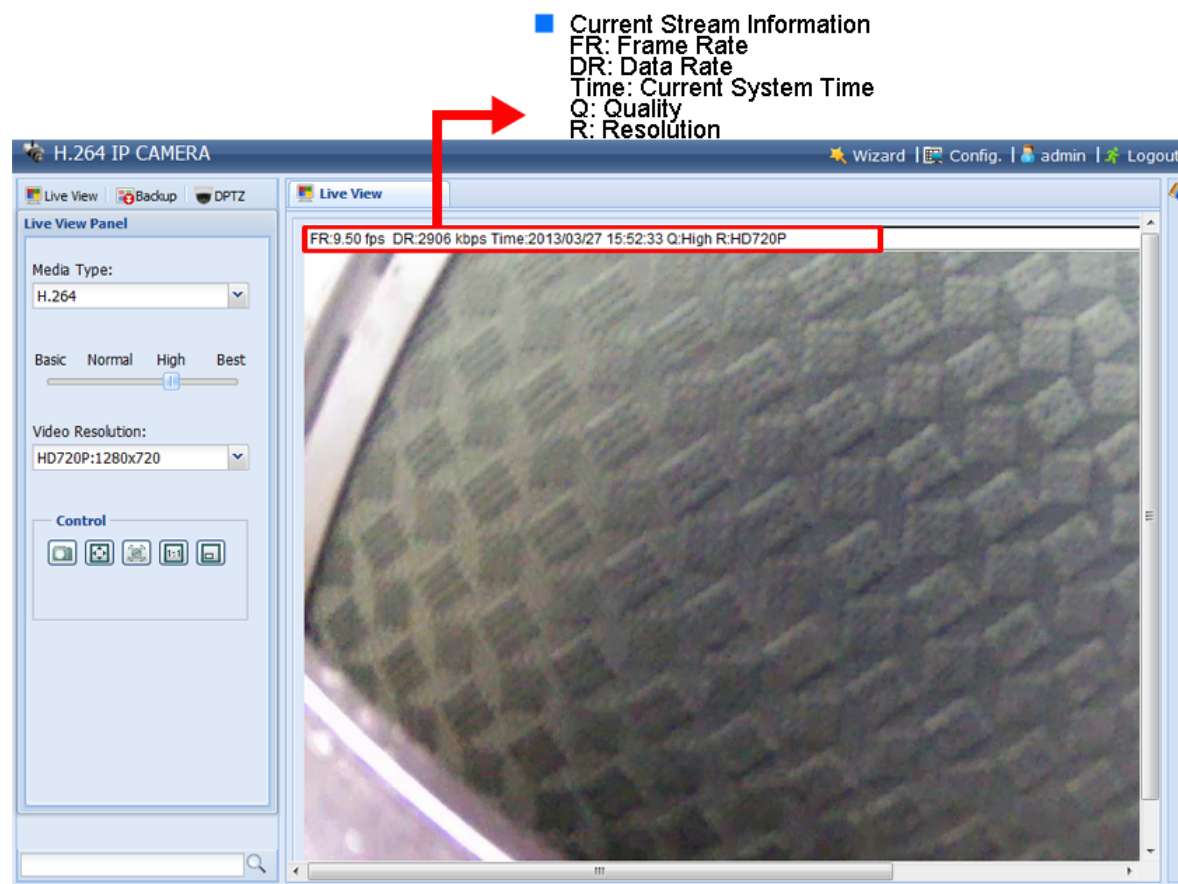 Current Stream Information
FR: Frame Rate
DR: Data Rate
Time: Current System Time
Q: Quality
R: Resolution
H.264 IP CAMERA
Wizard | Config. | admin | Logout
Live View Backup DPTZ
Live View
Live View Panel
FR:9.50 fps DR:2906 kbps Time:2013/03/27 15:52:33 Q:High R:HD720P
Media Type:
H.264
Basic Normal High Best
Video Resolution:
HD720P:1280x720
Control
1:1